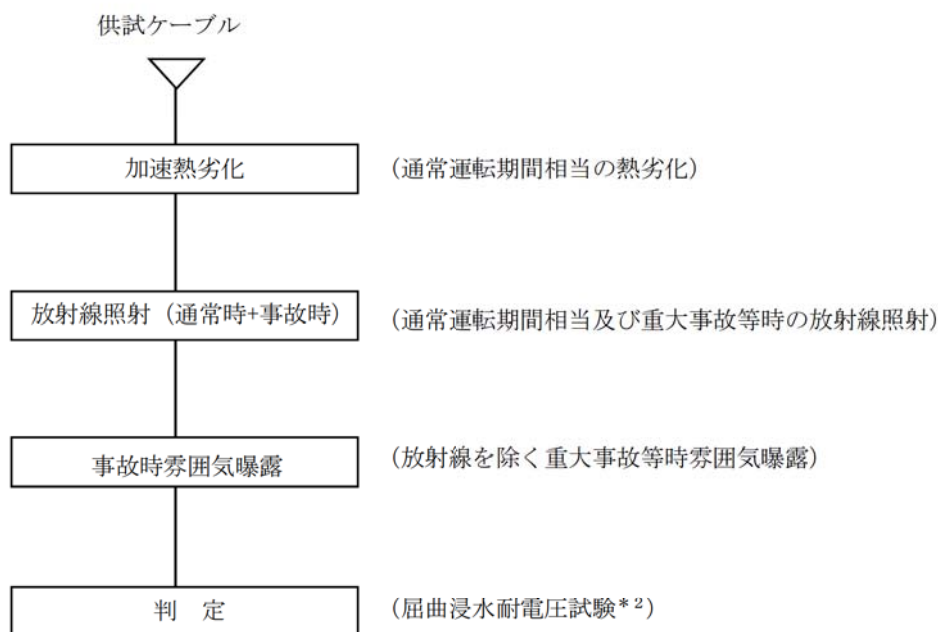 供試ケーブル
加速熱劣化 (通常運転期間相当の熱劣化)
放射線照射（通常時+事故時） (通常運転期間相当及び重大事故等時の放射線照射)
事故時雰囲気曝露 (放射線を除く重大事故等時雰囲気曝露)
判　定 (屈曲浸水耐電圧試験*2)